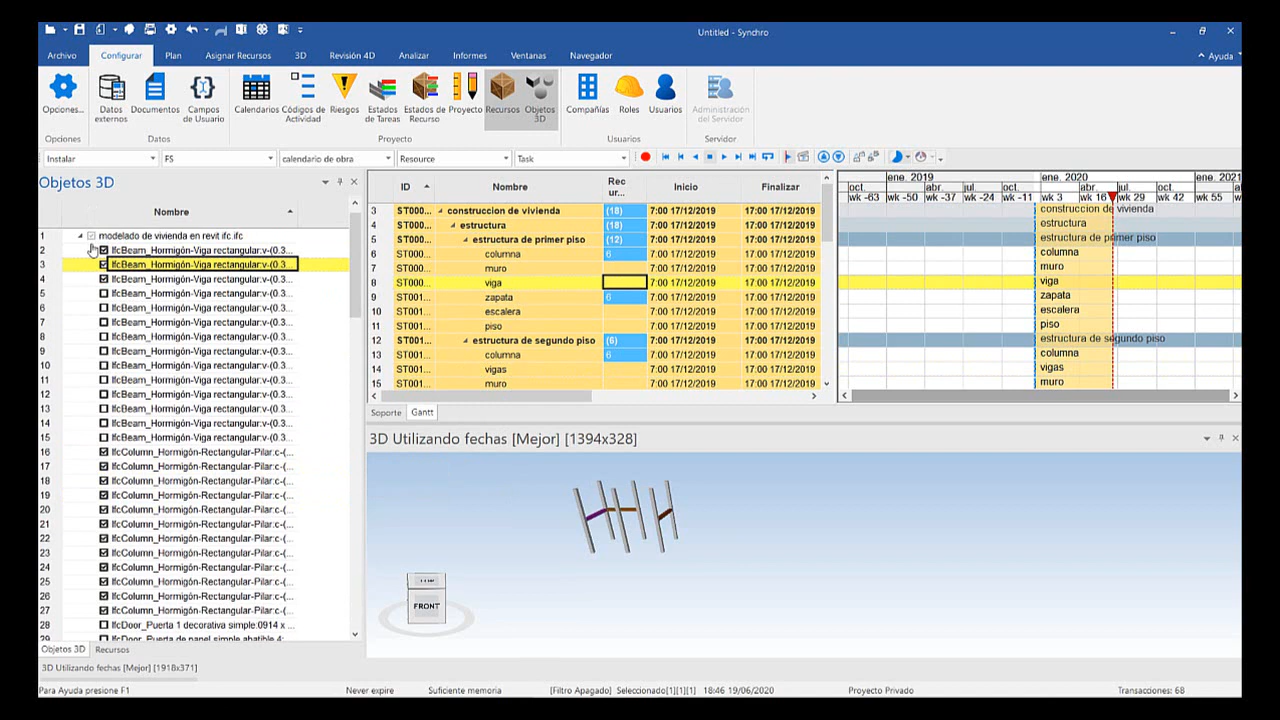 Untitled - Synchro
Archivo Configurar Plan Asignar Recursos 3D Revisión 4D Analizar Informes Ventanas Navegador Ayuda
Opciones... Datos externos Documentos Campos de Usuario Calendarios Códigos de Actividad Riesgos Estados de Tareas Estados de Recurso Proyecto Recursos Objetos 3D Compañías Roles Usuarios Administración del Servidor
Opciones Datos Proyecto Usuarios Servidor
Instalar FS calendario de obra Resource Task
Objetos 3D
Nombre
1 modelado de vivienda en revit ifc.ifc
2 IfcBeam_Hormigón-Viga rectangular:v-(0.3...
3 IfcBeam_Hormigón-Viga rectangular:v-(0.3
4 IfcBeam_Hormigón-Viga rectangular:v-(0.3...
5 IfcBeam_Hormigón-Viga rectangular:v-(0.3...
6 IfcBeam_Hormigón-Viga rectangular:v-(0.3...
7 IfcBeam_Hormigón-Viga rectangular:v-(0.3...
8 IfcBeam_Hormigón-Viga rectangular:v-(0.3...
9 IfcBeam_Hormigón-Viga rectangular:v-(0.3...
10 IfcBeam_Hormigón-Viga rectangular:v-(0.3...
11 IfcBeam_Hormigón-Viga rectangular:v-(0.3...
12 IfcBeam_Hormigón-Viga rectangular:v-(0.3...
13 IfcBeam_Hormigón-Viga rectangular:v-(0.3...
14 IfcBeam_Hormigón-Viga rectangular:v-(0.3...
15 IfcBeam_Hormigón-Viga rectangular:v-(0.3...
16 IfcColumn_Hormigón-Rectangular-Pilar:c-(...
17 IfcColumn_Hormigón-Rectangular-Pilar:c-(...
18 IfcColumn_Hormigón-Rectangular-Pilar:c-(...
19 IfcColumn_Hormigón-Rectangular-Pilar:c-(...
20 IfcColumn_Hormigón-Rectangular-Pilar:c-(...
21 IfcColumn_Hormigón-Rectangular-Pilar:c-(...
22 IfcColumn_Hormigón-Rectangular-Pilar:c-(...
23 IfcColumn_Hormigón-Rectangular-Pilar:c-(...
24 IfcColumn_Hormigón-Rectangular-Pilar:c-(...
25 IfcColumn_Hormigón-Rectangular-Pilar:c-(...
26 IfcColumn_Hormigón-Rectangular-Pilar:c-(...
27 IfcColumn_Hormigón-Rectangular-Pilar:c-(...
28 IfcDoor_Puerta 1 decorativa simple:0914 x ...
29 IfcDoor_Puerta de panel simple abatible 4:
Objetos 3D Recursos
3D Utilizando fechas [Mejor] [1918x371]
ID Nombre Rec ur... Inicio Finalizar
3 ST000... construccion de vivienda (18) 7:00 17/12/2019 17:00 17/12/2019
4 ST000... estructura (18) 7:00 17/12/2019 17:00 17/12/2019
5 ST000... estructura de primer piso (12) 7:00 17/12/2019 17:00 17/12/2019
6 ST000... columna 6 7:00 17/12/2019 17:00 17/12/2019
7 ST000... muro 7:00 17/12/2019 17:00 17/12/2019
8 ST000... viga 7:00 17/12/2019 17:00 17/12/2019
9 ST001... zapata 6 7:00 17/12/2019 17:00 17/12/2019
10 ST001... escalera 7:00 17/12/2019 17:00 17/12/2019
11 ST001... piso 7:00 17/12/2019 17:00 17/12/2019
12 ST001... estructura de segundo piso (6) 7:00 17/12/2019 17:00 17/12/2019
13 ST001... columna 6 7:00 17/12/2019 17:00 17/12/2019
14 ST001... vigas 7:00 17/12/2019 17:00 17/12/2019
15 ST001... muro 7:00 17/12/2019 17:00 17/12/2019
Soporte Gantt
ene. 2019 ene. 2020 ene. 2021
oct. abr. jul. oct. abr. jul. oct.
wk -63 wk -50 wk -37 wk -24 wk -11 wk 3 wk 16 wk 29 wk 42 wk 55 wk
construccion de vivienda
estructura
estructura de primer piso
columna
muro
viga
zapata
escalera
piso
estructura de segundo piso
columna
vigas
muro
3D Utilizando fechas [Mejor] [1394x328]
FRONT
Para Ayuda presione F1 Never expire Suficiente memoria [Filtro Apagado] Seleccionado[1][1][1] 18:46 19/06/2020 Proyecto Privado Transacciones: 68